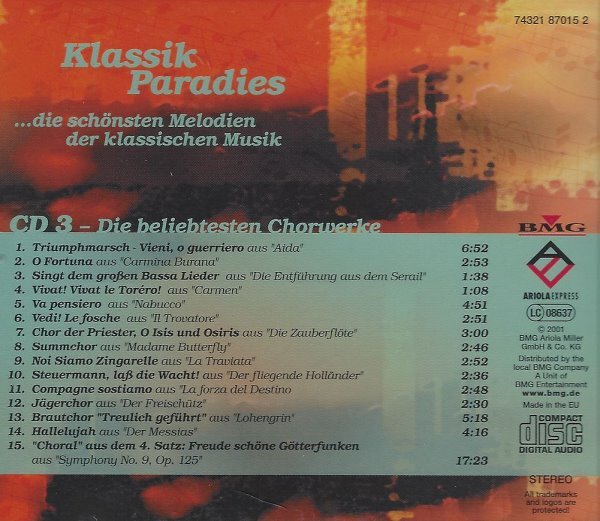 74321 87015 2
Klassik
Paradies
...die schönsten Melodien
der klassischen Musik
CD 3 – Die beliebtesten Chorwerke
1. Triumphmarsch - Vieni, o guerriero aus "Aida" 6:52
2. O Fortuna aus "Carmina Burana" 2:53
3. Singt dem großen Bassa Lieder aus "Die Entführung aus dem Serail" 1:38
4. Vivat! Vivat le Toréro! aus "Carmen" 1:08
5. Va pensiero aus "Nabucco" 4:51
6. Vedi! Le fosche aus "Il Trovatore" 2:51
7. Chor der Priester, O Isis und Osiris aus "Die Zauberflöte" 3:00
8. Summchor aus "Madame Butterfly" 2:46
9. Noi Siamo Zingarelle aus "La Traviata" 2:52
10. Steuermann, laß die Wacht! aus "Der fliegende Holländer" 2:36
11. Compagne sostiamo aus "La forza del Destino 2:48
12. Jägerchor aus "Der Freischütz" 2:30
13. Brautchor "Treulich geführt" aus "Lohengrin" 5:18
14. Hallelujah aus "Der Messias" 4:16
15. "Choral" aus dem 4. Satz: Freude schöne Götterfunken
aus "Symphony No. 9, Op. 125" 17:23
BMG
ARIOLA EXPRESS
LC 08637
© 2001
BMG Ariola Miller
GmbH & Co. KG
Distributed by the
local BMG Company
A Unit of
BMG Entertainment
www.bmg.de
Made in the EU
COMPACT
disc
DIGITAL AUDIO
STEREO
All trademarks
and logos are
protected!